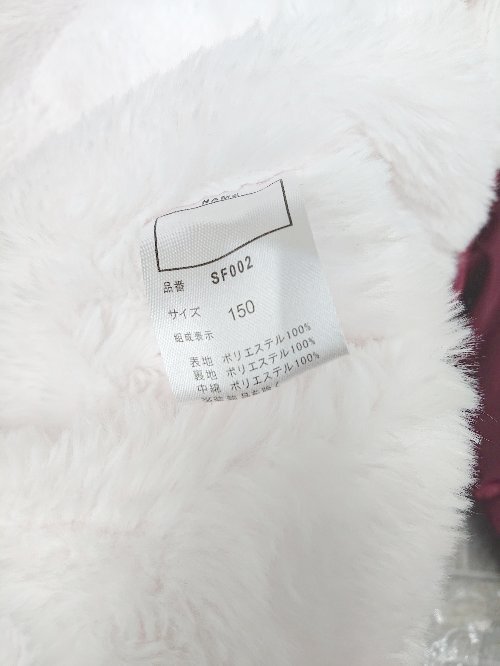 NAME
品番 SF002
サイズ 150
組成表示
表地 ポリエステル100%
裏地 ポリエステル100%
中綿 ポリエステル100%